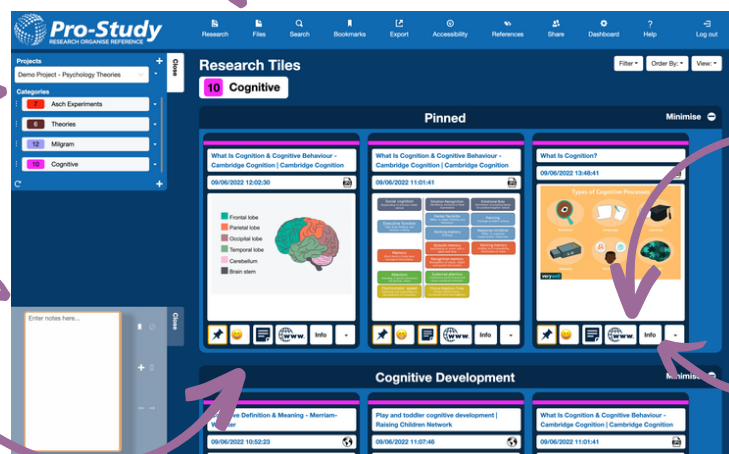 Pro-Study
RESEARCH ORGANISE REFERENCE
Research
Files
Search
Bookmarks
Export
Accessibility
References
Share
Dashboard
Help
Log out
Projects
Demo Project - Psychology Theories
Categories
7 Asch Experiments
6 Theories
12 Milgram
10 Cognitive
Close
Research Tiles
10 Cognitive
Filter
Order By:
View:
Pinned
Minimise
What Is Cognition & Cognitive Behaviour -
Cambridge Cognition | Cambridge Cognition
09/06/2022 12:02:30
Frontal lobe
Parietal lobe
Occipital lobe
Temporal lobe
Cerebellum
Brain stem
www.
Info
What Is Cognition & Cognitive Behaviour -
Cambridge Cognition | Cambridge Cognition
09/06/2022 11:01:41
www.
Info
What Is Cognition?
09/06/2022 13:48:41
Types of Cognitive Processes
verywell
www.
Info
Enter notes here...
Close
Cognitive Development
Definition & Meaning - Merriam-
09/06/2022 10:52:23
Play and toddler cognitive development |
Raising Children Network
09/06/2022 11:07:46
What Is Cognition & Cognitive Behaviour -
Cambridge Cognition | Cambridge Cognition
09/06/2022 11:01:41